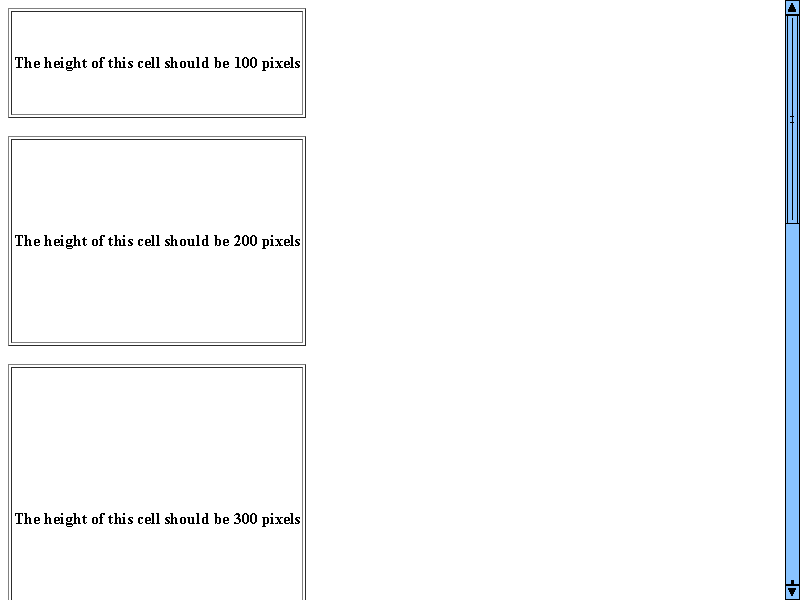 The height of this cell should be 100 pixels
The height of this cell should be 200 pixels
The height of this cell should be 300 pixels